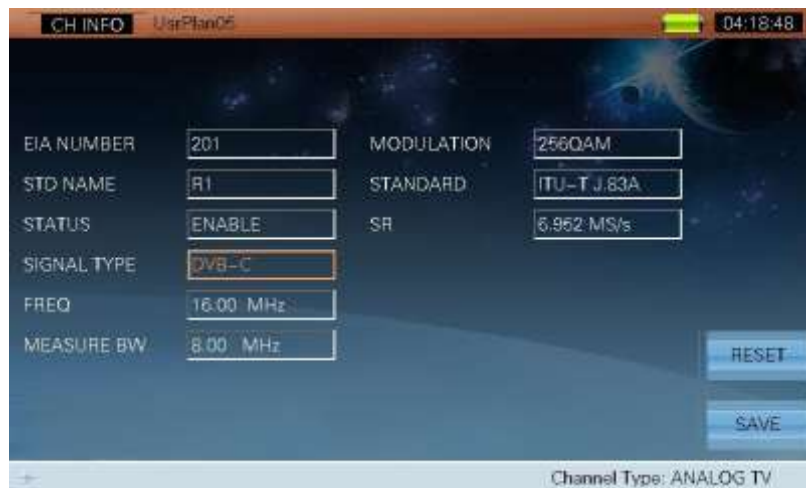 CH INFO UsrPlan05 04:18:48
EIA NUMBER 201 MODULATION 256QAM
STD NAME R1 STANDARD ITU-T J.83A
STATUS ENABLE SR 6.952 MS/s
SIGNAL TYPE DVB-C
FREQ 16.00 MHz
MEASURE BW 8.00 MHz
RESET
SAVE
Channel Type: ANALOG TV